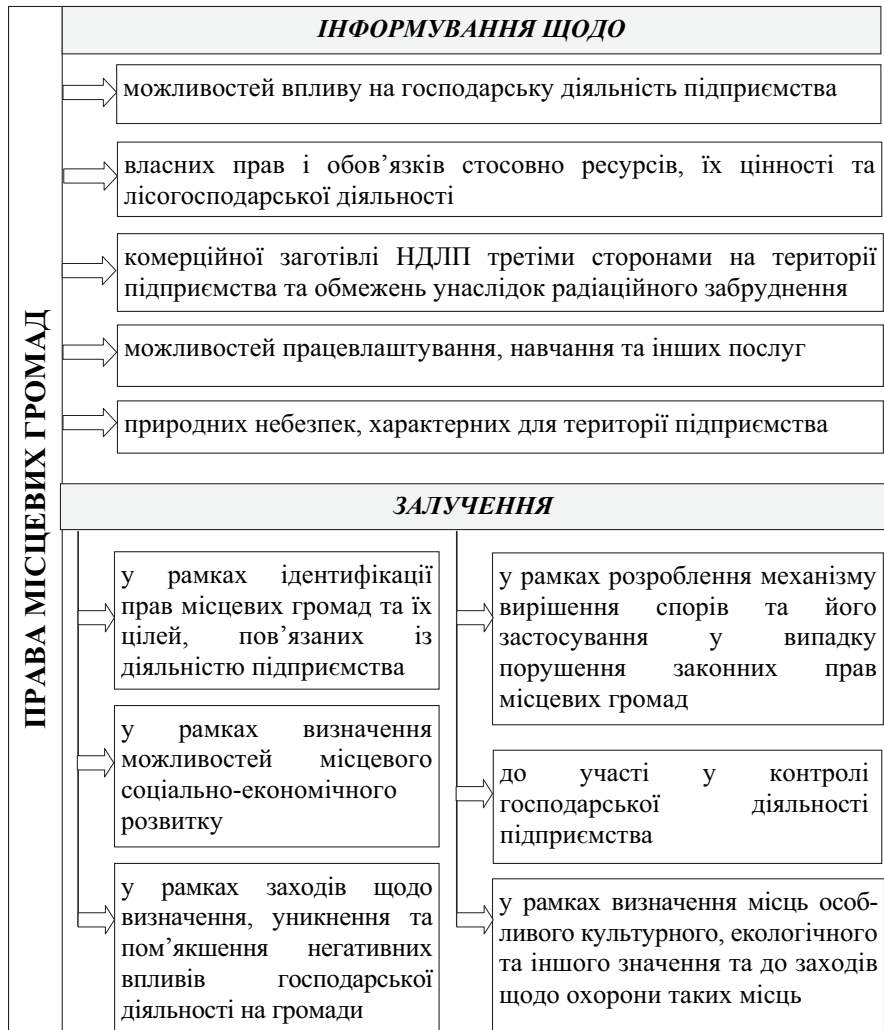 ПРАВА МІСЦЕВИХ ГРОМАД
ІНФОРМУВАННЯ ЩОДО
можливостей впливу на господарську діяльність підприємства
власних прав і обов’язків стосовно ресурсів, їх цінності та
лісогосподарської діяльності
комерційної заготівлі НДЛП третіми сторонами на території
підприємства та обмежень унаслідок радіаційного забруднення
можливостей працевлаштування, навчання та інших послуг
природних небезпек, характерних для території підприємства
ЗАЛУЧЕННЯ
у рамках ідентифікації
прав місцевих громад та їх
цілей, пов’язаних із
діяльністю підприємства
у рамках визначення
можливостей місцевого
соціально-економічного
розвитку
у рамках заходів щодо
визначення, уникнення та
пом’якшення негативних
впливів господарської
діяльності на громади
у рамках розроблення механізму
вирішення спорів та його
застосування у випадку
порушення законних прав
місцевих громад
до участі у контролі
господарської діяльності
підприємства
у рамках визначення місць особ-
ливого культурного, екологічного
та іншого значення та до заходів
щодо охорони таких місць